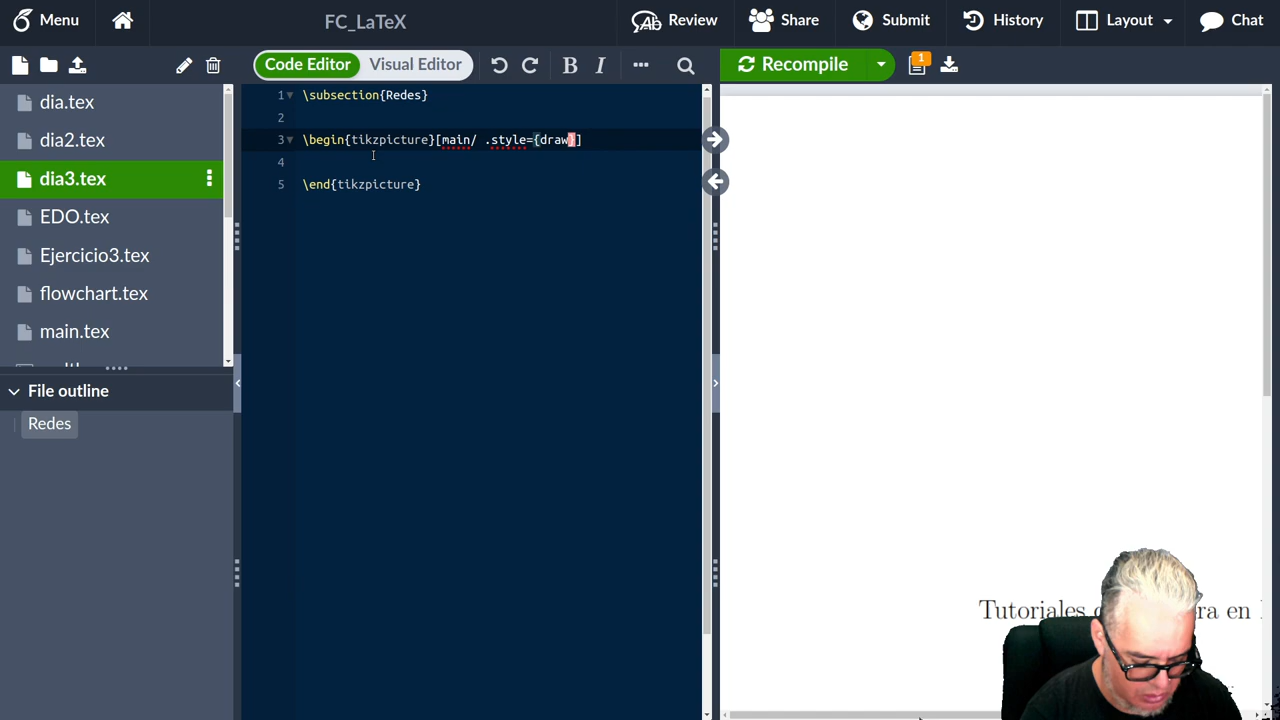 Menu
FC_LaTeX
Review
Share
Submit
History
Layout
Chat
Code Editor
Visual Editor
B I
Recompile
1
dia.tex
dia2.tex
dia3.tex
EDO.tex
Ejercicio3.tex
flowchart.tex
main.tex
File outline
Redes
1 \subsection{Redes}
2
3 \begin{tikzpicture}[main/ .style={draw}]
4
5 \end{tikzpicture}
Tutoriales
en